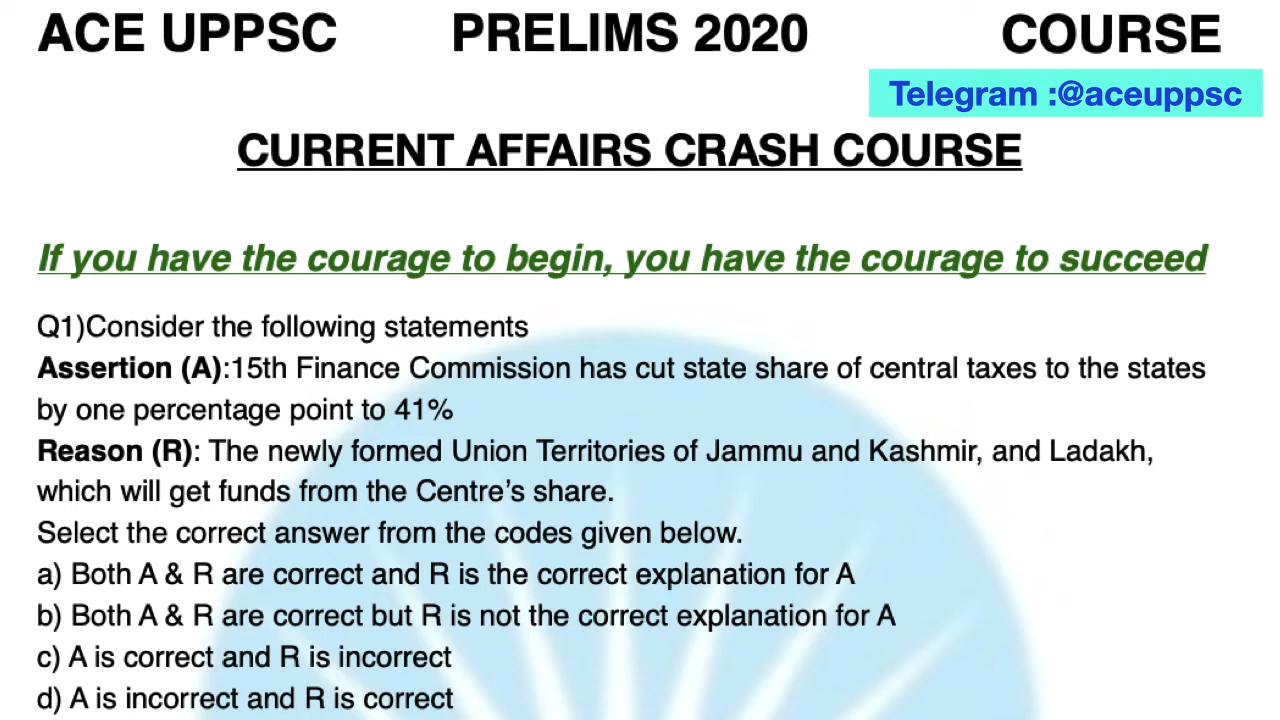 ACE UPPSC PRELIMS 2020 COURSE
Telegram :@aceuppsc
CURRENT AFFAIRS CRASH COURSE
If you have the courage to begin, you have the courage to succeed
Q1)Consider the following statements
Assertion (A):15th Finance Commission has cut state share of central taxes to the states
by one percentage point to 41%
Reason (R): The newly formed Union Territories of Jammu and Kashmir, and Ladakh,
which will get funds from the Centre’s share.
Select the correct answer from the codes given below.
a) Both A & R are correct and R is the correct explanation for A
b) Both A & R are correct but R is not the correct explanation for A
c) A is correct and R is incorrect
d) A is incorrect and R is correct